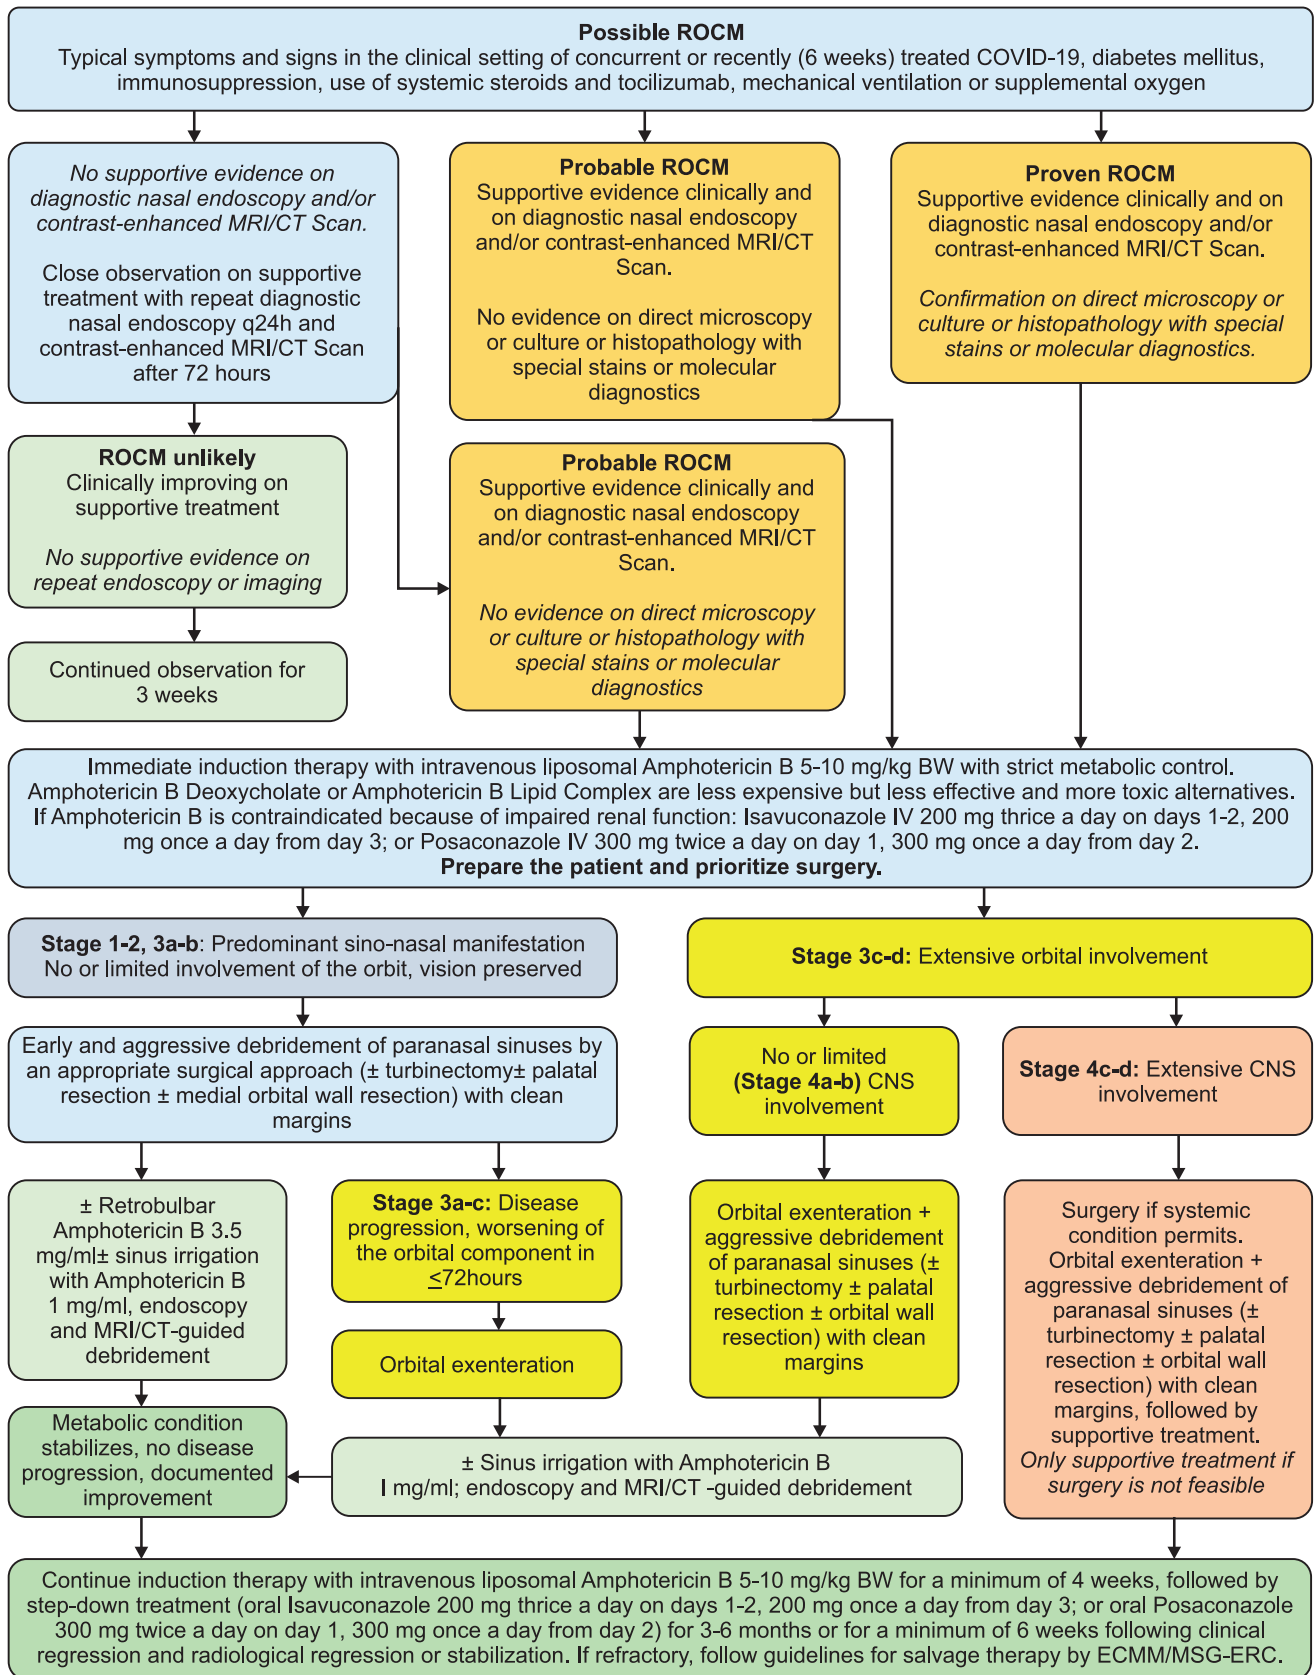 Possible ROCM
Typical symptoms and signs in the clinical setting of concurrent or recently (6 weeks) treated COVID-19, diabetes mellitus,
immunosuppression, use of systemic steroids and tocilizumab, mechanical ventilation or supplemental oxygen
No supportive evidence on
diagnostic nasal endoscopy and/or
contrast-enhanced MRI/CT Scan.
Close observation on supportive
treatment with repeat diagnostic
nasal endoscopy q24h and
contrast-enhanced MRI/CT Scan
after 72 hours
Probable ROCM
Supportive evidence clinically and
on diagnostic nasal endoscopy
and/or contrast-enhanced MRI/CT
Scan.
No evidence on direct microscopy
or culture or histopathology with
special stains or molecular
diagnostics
Proven ROCM
Supportive evidence clinically and on
diagnostic nasal endoscopy and/or
contrast-enhanced MRI/CT Scan.
Confirmation on direct microscopy or
culture or histopathology with special
stains or molecular diagnostics.
ROCM unlikely
Clinically improving on
supportive treatment
No supportive evidence on
repeat endoscopy or imaging
Probable ROCM
Supportive evidence clinically and
on diagnostic nasal endoscopy
and/or contrast-enhanced MRI/CT
Scan.
No evidence on direct microscopy
or culture or histopathology with
special stains or molecular
diagnostics
Continued observation for
3 weeks
Immediate induction therapy with intravenous liposomal Amphotericin B 5-10 mg/kg BW with strict metabolic control.
Amphotericin B Deoxycholate or Amphotericin B Lipid Complex are less expensive but less effective and more toxic alternatives.
If Amphotericin B is contraindicated because of impaired renal function: Isavuconazole IV 200 mg thrice a day on days 1-2, 200
mg once a day from day 3; or Posaconazole IV 300 mg twice a day on day 1, 300 mg once a day from day 2.
Prepare the patient and prioritize surgery.
Stage 1-2, 3a-b: Predominant sino-nasal manifestation
No or limited involvement of the orbit, vision preserved
Stage 3c-d: Extensive orbital involvement
Early and aggressive debridement of paranasal sinuses by
an appropriate surgical approach (± turbinectomy± palatal
resection ± medial orbital wall resection) with clean
margins
No or limited
(Stage 4a-b) CNS
involvement
Stage 4c-d: Extensive CNS
involvement
± Retrobulbar
Amphotericin B 3.5
mg/ml± sinus irrigation
with Amphotericin B
1 mg/ml, endoscopy
and MRI/CT-guided
debridement
Stage 3a-c: Disease
progression, worsening of
the orbital component in
≤72hours
Orbital exenteration
Orbital exenteration +
aggressive debridement
of paranasal sinuses (±
turbinectomy ± palatal
resection ± orbital wall
resection) with clean
margins
Surgery if systemic
condition permits.
Orbital exenteration +
aggressive debridement of
paranasal sinuses (±
turbinectomy ± palatal
resection ± orbital wall
resection) with clean
margins, followed by
supportive treatment.
Only supportive treatment if
surgery is not feasible
Metabolic condition
stabilizes, no disease
progression, documented
improvement
± Sinus irrigation with Amphotericin B
I mg/ml; endoscopy and MRI/CT -guided debridement
Continue induction therapy with intravenous liposomal Amphotericin B 5-10 mg/kg BW for a minimum of 4 weeks, followed by
step-down treatment (oral Isavuconazole 200 mg thrice a day on days 1-2, 200 mg once a day from day 3; or oral Posaconazole
300 mg twice a day on day 1, 300 mg once a day from day 2) for 3-6 months or for a minimum of 6 weeks following clinical
regression and radiological regression or stabilization. If refractory, follow guidelines for salvage therapy by ECMM/MSG-ERC.